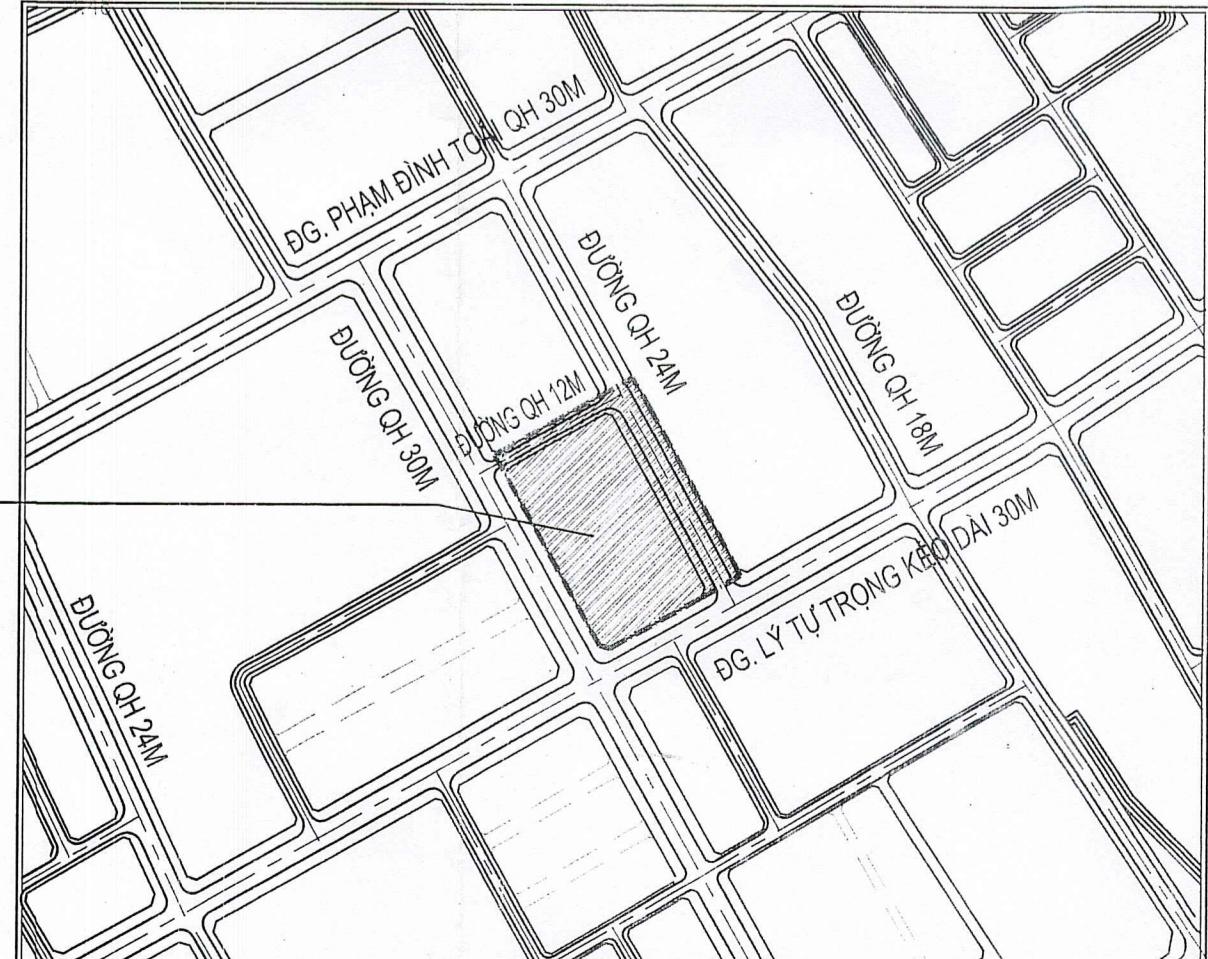 ĐG. PHẠM ĐÌNH TOÁI QH 30M
ĐƯỜNG QH 24M
ĐƯỜNG QH 18M
ĐƯỜNG QH 30M
ĐƯỜNG QH 12M
ĐG. LÝ TỰ TRỌNG KÉO DÀI 30M
ĐƯỜNG QH 24M